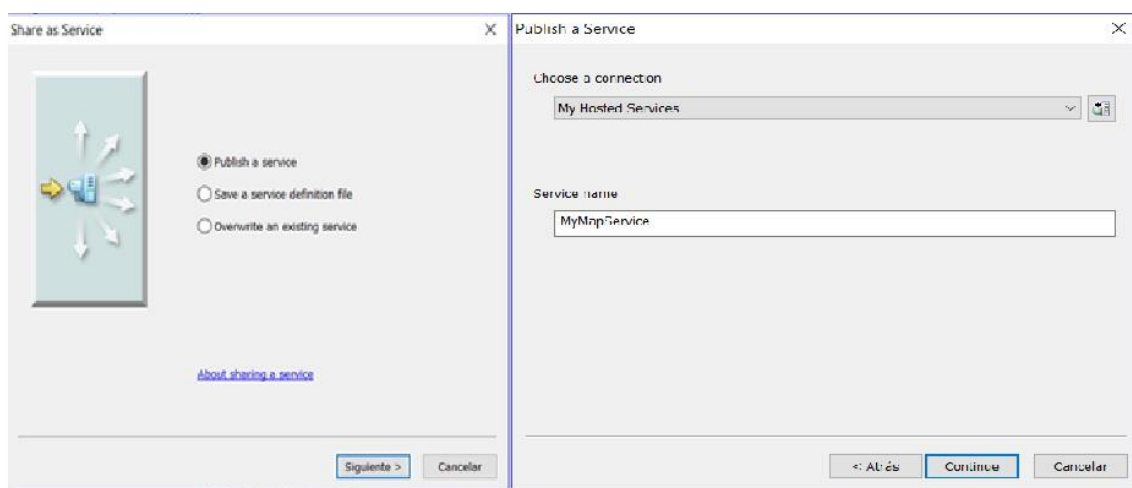 Share as Service
Publish a service
Save a service definition file
Overwrite an existing service
About sharing a service
Siguiente >
Cancelar
Publish a Service
Choose a connection
My Hosted Services
Service name
MyMapService
< Atrás
Continue
Cancelar